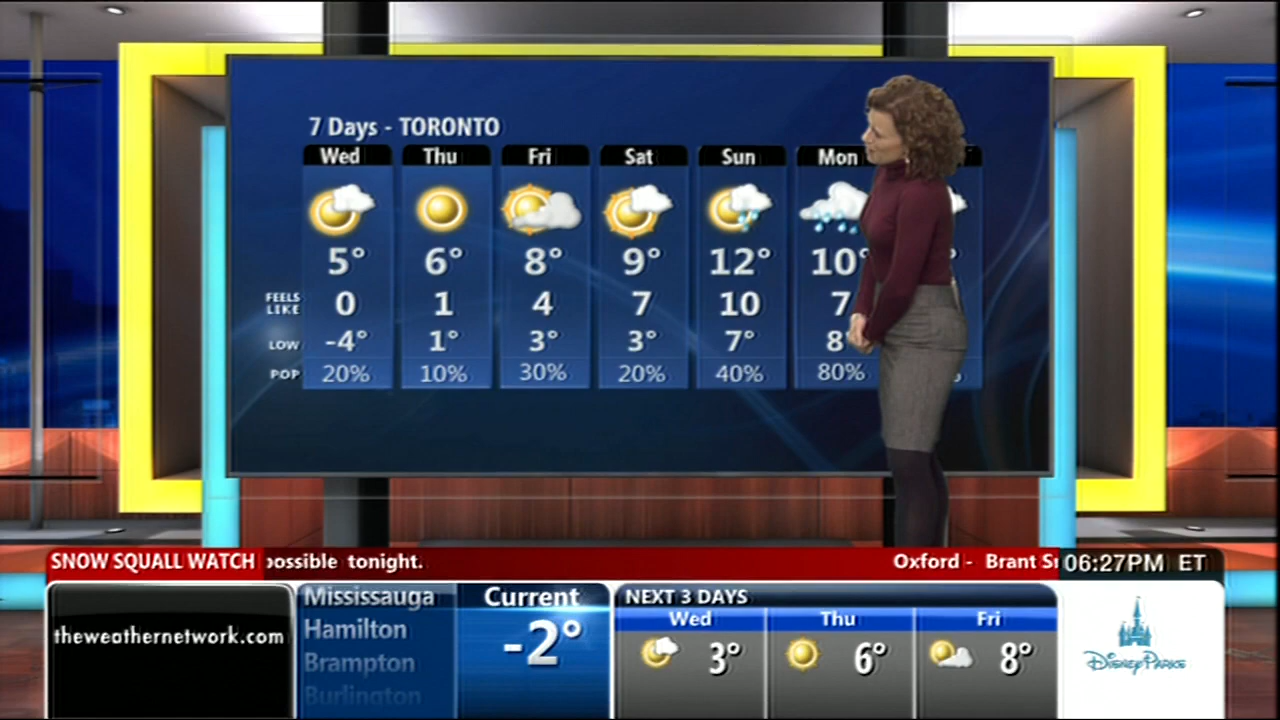 7 Days - TORONTO
Wed Thu Fri Sat Sun Mon
5° 6° 8° 9° 12° 10°
FEELS LIKE 0 1 4 7 10 7
LOW -4° 1° 3° 3° 7° 8°
POP 20% 10% 30% 20% 40% 80%
SNOW SQUALL WATCH possible tonight. Oxford - Brant 06:27PM ET
theweathernetwork.com
Mississauga
Hamilton
Brampton
Burlington
Current
-2°
NEXT 3 DAYS
Wed Thu Fri
3° 6° 8°
Disney Parks